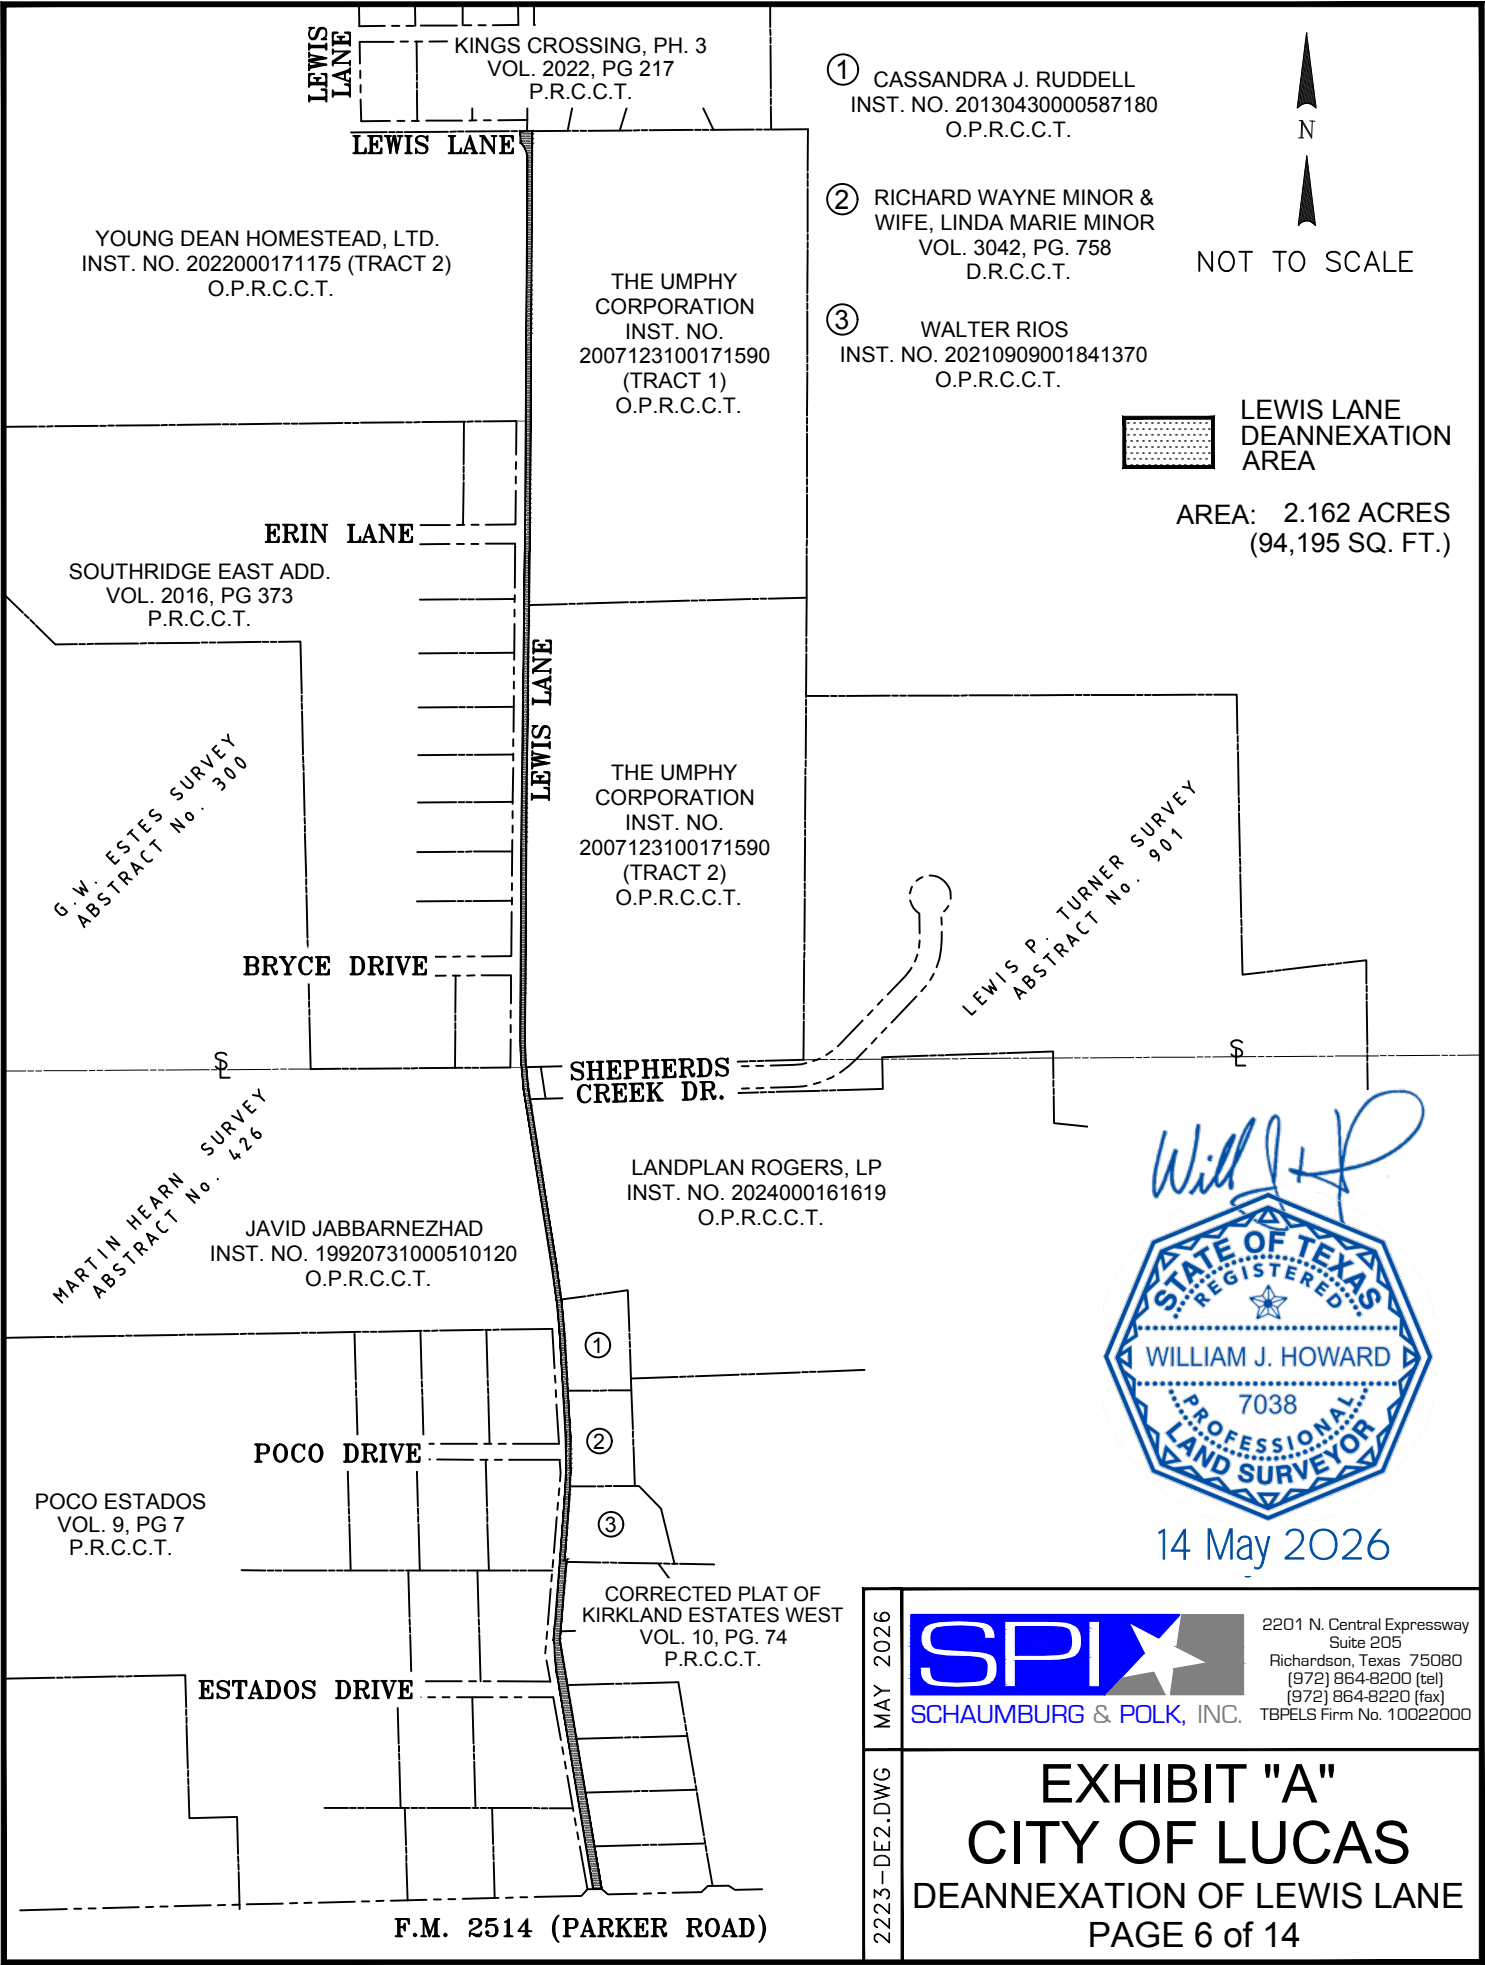 LEWIS
LANE
KINGS CROSSING, PH. 3
VOL. 2022, PG 217
P.R.C.C.T.
LEWIS LANE
1 CASSANDRA J. RUDDELL
INST. NO. 20130430000587180
O.P.R.C.C.T.
N
NOT TO SCALE
2 RICHARD WAYNE MINOR &
WIFE, LINDA MARIE MINOR
VOL. 3042, PG. 758
D.R.C.C.T.
3 WALTER RIOS
INST. NO. 20210909001841370
O.P.R.C.C.T.
YOUNG DEAN HOMESTEAD, LTD.
INST. NO. 2022000171175 (TRACT 2)
O.P.R.C.C.T.
THE UMPHY
CORPORATION
INST. NO.
2007123100171590
(TRACT 1)
O.P.R.C.C.T.
LEWIS LANE
DEANNEXATION
AREA
AREA: 2.162 ACRES
(94,195 SQ. FT.)
ERIN LANE
SOUTHRIDGE EAST ADD.
VOL. 2016, PG 373
P.R.C.C.T.
LEWIS LANE
G.W. ESTES SURVEY
ABSTRACT No. 300
THE UMPHY
CORPORATION
INST. NO.
2007123100171590
(TRACT 2)
O.P.R.C.C.T.
LEWIS P. TURNER SURVEY
ABSTRACT No. 901
BRYCE DRIVE
SL
SL
SHEPHERDS
CREEK DR.
MARTIN HEARN SURVEY
ABSTRACT No. 426
LANDPLAN ROGERS, LP
INST. NO. 2024000161619
O.P.R.C.C.T.
JAVID JABBARNEZHAD
INST. NO. 19920731000510120
O.P.R.C.C.T.
1
2
3
POCO DRIVE
POCO ESTADOS
VOL. 9, PG 7
P.R.C.C.T.
CORRECTED PLAT OF
KIRKLAND ESTATES WEST
VOL. 10, PG. 74
P.R.C.C.T.
ESTADOS DRIVE
F.M. 2514 (PARKER ROAD)
Will J H
STATE OF TEXAS
REGISTERED
WILLIAM J. HOWARD
7038
PROFESSIONAL
LAND SURVEYOR
14 May 2026
MAY 2026
SPI
SCHAUMBURG & POLK, INC.
2201 N. Central Expressway
Suite 205
Richardson, Texas 75080
(972) 864-8200 (tel)
(972) 864-8220 (fax)
TBPELS Firm No. 10022000
2223-DE2.DWG
EXHIBIT "A"
CITY OF LUCAS
DEANNEXATION OF LEWIS LANE
PAGE 6 of 14